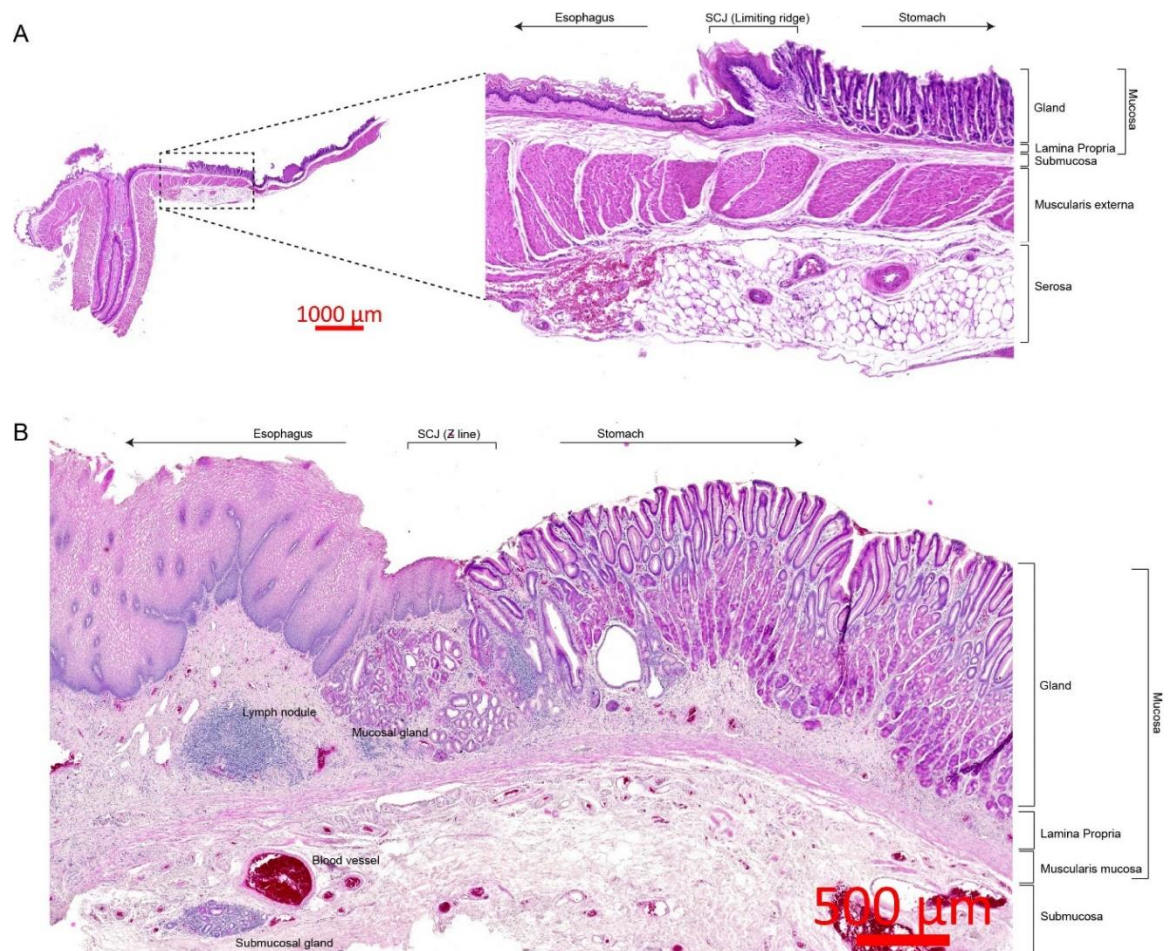 A
Esophagus
SCJ (Limiting ridge)
Stomach
Gland
Mucosa
Lamina Propria
Submucosa
Muscularis externa
Serosa
1000 µm
B
Esophagus
SCJ (Z line)
Stomach
Lymph nodule
Mucosal gland
Gland
Mucosa
Lamina Propria
Blood vessel
Muscularis mucosa
500 µm
Submucosa
Submucosal gland